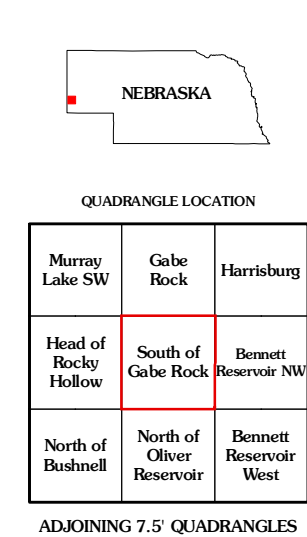 NEBRASKA
QUADRANGLE LOCATION
Murray
Lake SW
Gabe
Rock
Harrisburg
Head of
Rocky
Hollow
South of
Gabe Rock
Bennett
Reservoir NW
North of
Bushnell
North of
Oliver
Reservoir
Bennett
Reservoir
West
ADJOINING 7.5' QUADRANGLES